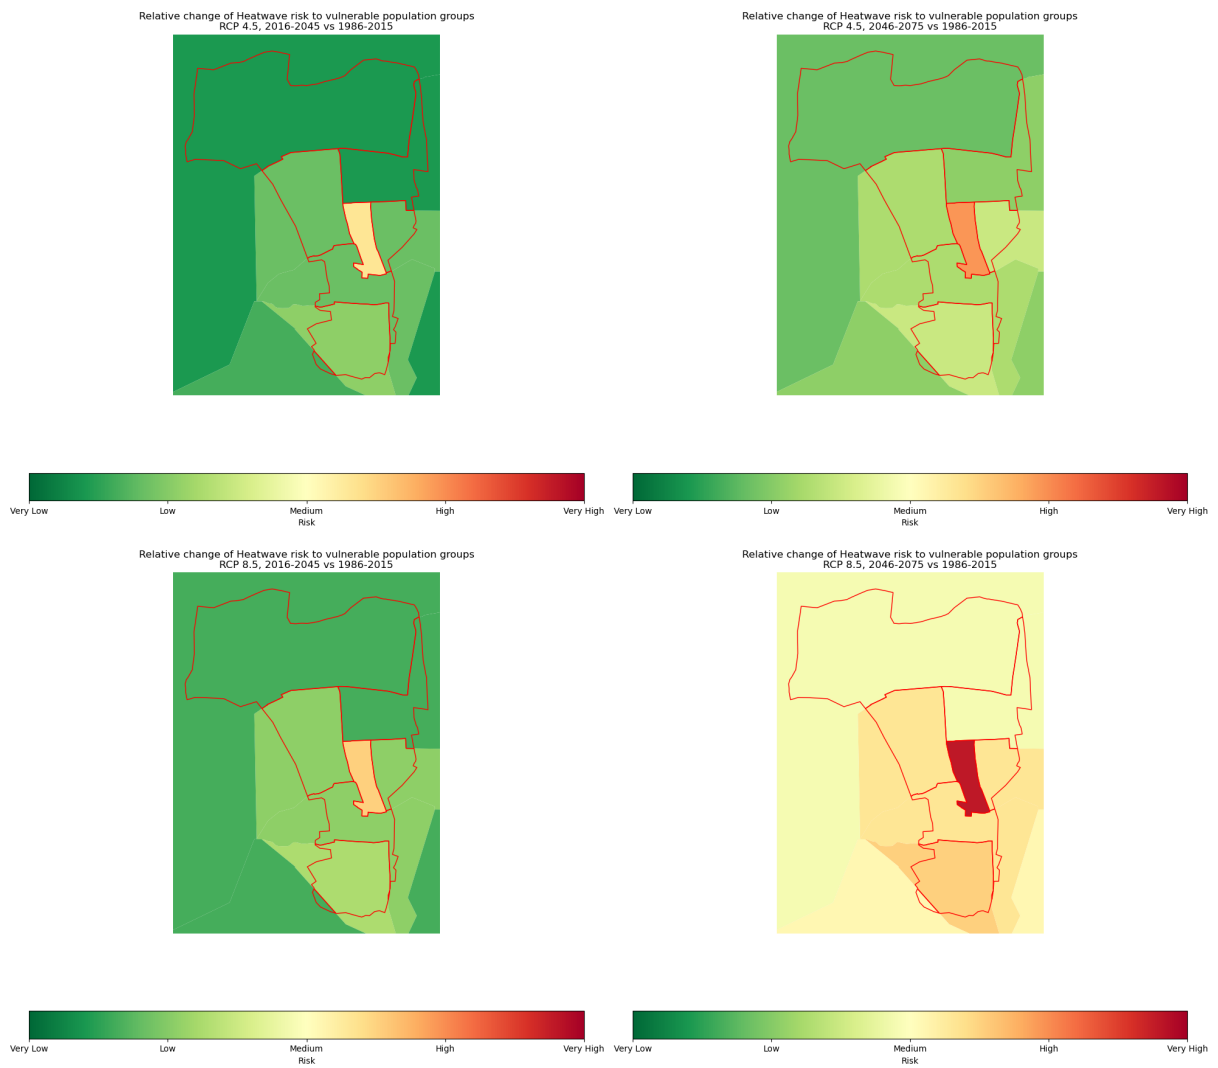 Relative change of Heatwave risk to vulnerable population groups
RCP 4.5, 2016-2045 vs 1986-2015
Very Low Low Medium High Very High
Risk
Relative change of Heatwave risk to vulnerable population groups
RCP 4.5, 2046-2075 vs 1986-2015
Very Low Low Medium High Very High
Risk
Relative change of Heatwave risk to vulnerable population groups
RCP 8.5, 2016-2045 vs 1986-2015
Very Low Low Medium High Very High
Risk
Relative change of Heatwave risk to vulnerable population groups
RCP 8.5, 2046-2075 vs 1986-2015
Very Low Low Medium High Very High
Risk